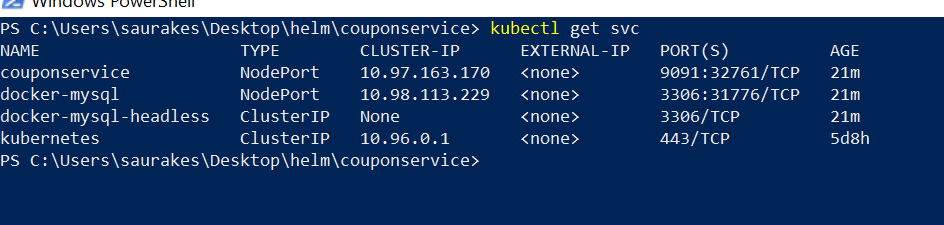 Windows PowerShell
PS C:\Users\saurakes\Desktop\helm\couponservice> kubectl get svc
NAME TYPE CLUSTER-IP EXTERNAL-IP PORT(S) AGE
couponservice NodePort 10.97.163.170 <none> 9091:32761/TCP 21m
docker-mysql NodePort 10.98.113.229 <none> 3306:31776/TCP 21m
docker-mysql-headless ClusterIP None <none> 3306/TCP 21m
kubernetes ClusterIP 10.96.0.1 <none> 443/TCP 5d8h
PS C:\Users\saurakes\Desktop\helm\couponservice>